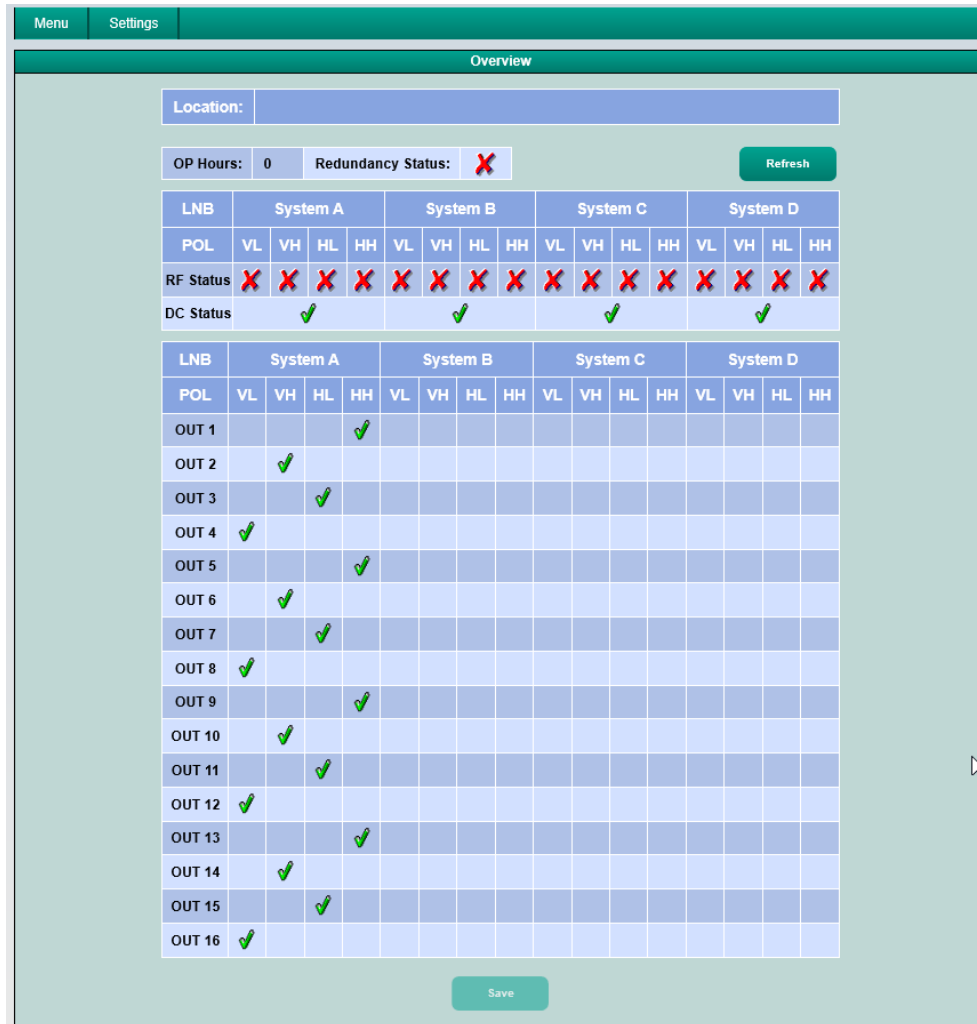 Menu Settings
Overview
Location:
OP Hours: 0 Redundancy Status:
Refresh
LNB System A System B System C System D
POL VL VH HL HH VL VH HL HH VL VH HL HH VL VH HL HH
RF Status
DC Status
LNB System A System B System C System D
POL VL VH HL HH VL VH HL HH VL VH HL HH VL VH HL HH
OUT 1
OUT 2
OUT 3
OUT 4
OUT 5
OUT 6
OUT 7
OUT 8
OUT 9
OUT 10
OUT 11
OUT 12
OUT 13
OUT 14
OUT 15
OUT 16
Save